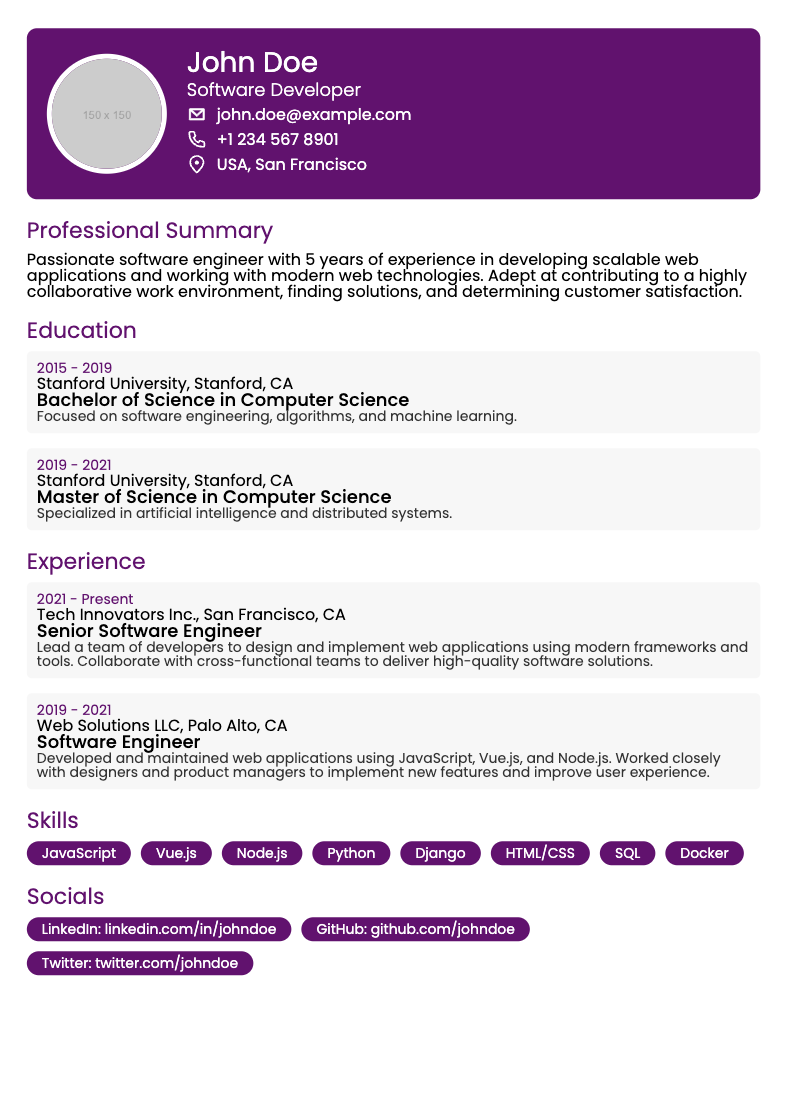 150 x 150
John Doe
Software Developer
john.doe@example.com
+1 234 567 8901
USA, San Francisco
Professional Summary
Passionate software engineer with 5 years of experience in developing scalable web
applications and working with modern web technologies. Adept at contributing to a highly
collaborative work environment, finding solutions, and determining customer satisfaction.
Education
2015 - 2019
Stanford University, Stanford, CA
Bachelor of Science in Computer Science
Focused on software engineering, algorithms, and machine learning.
2019 - 2021
Stanford University, Stanford, CA
Master of Science in Computer Science
Specialized in artificial intelligence and distributed systems.
Experience
2021 - Present
Tech Innovators Inc., San Francisco, CA
Senior Software Engineer
Lead a team of developers to design and implement web applications using modern frameworks and
tools. Collaborate with cross-functional teams to deliver high-quality software solutions.
2019 - 2021
Web Solutions LLC, Palo Alto, CA
Software Engineer
Developed and maintained web applications using JavaScript, Vue.js, and Node.js. Worked closely
with designers and product managers to implement new features and improve user experience.
Skills
JavaScript Vue.js Node.js Python Django HTML/CSS SQL Docker
Socials
LinkedIn: linkedin.com/in/johndoe GitHub: github.com/johndoe
Twitter: twitter.com/johndoe